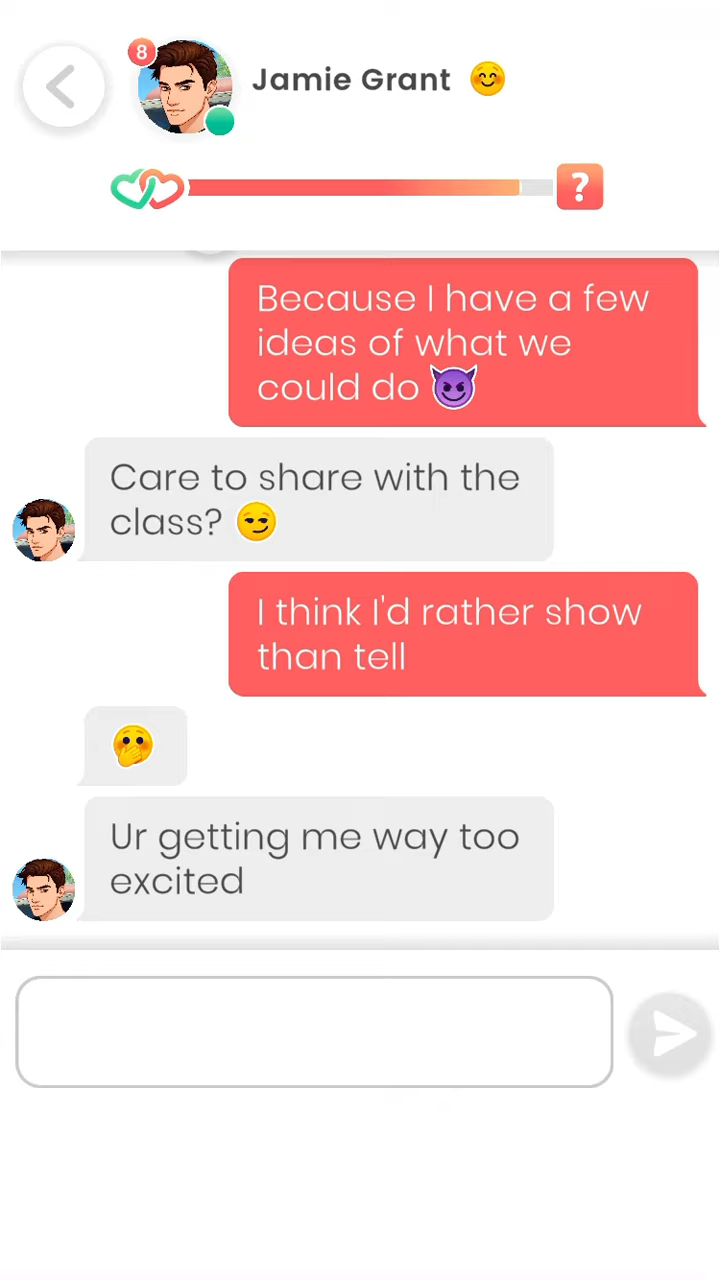 8
Jamie Grant 😊
?
Because I have a few
ideas of what we
could do 😈
Care to share with the
class? 😏
I think I'd rather show
than tell
🫢
Ur getting me way too
excited